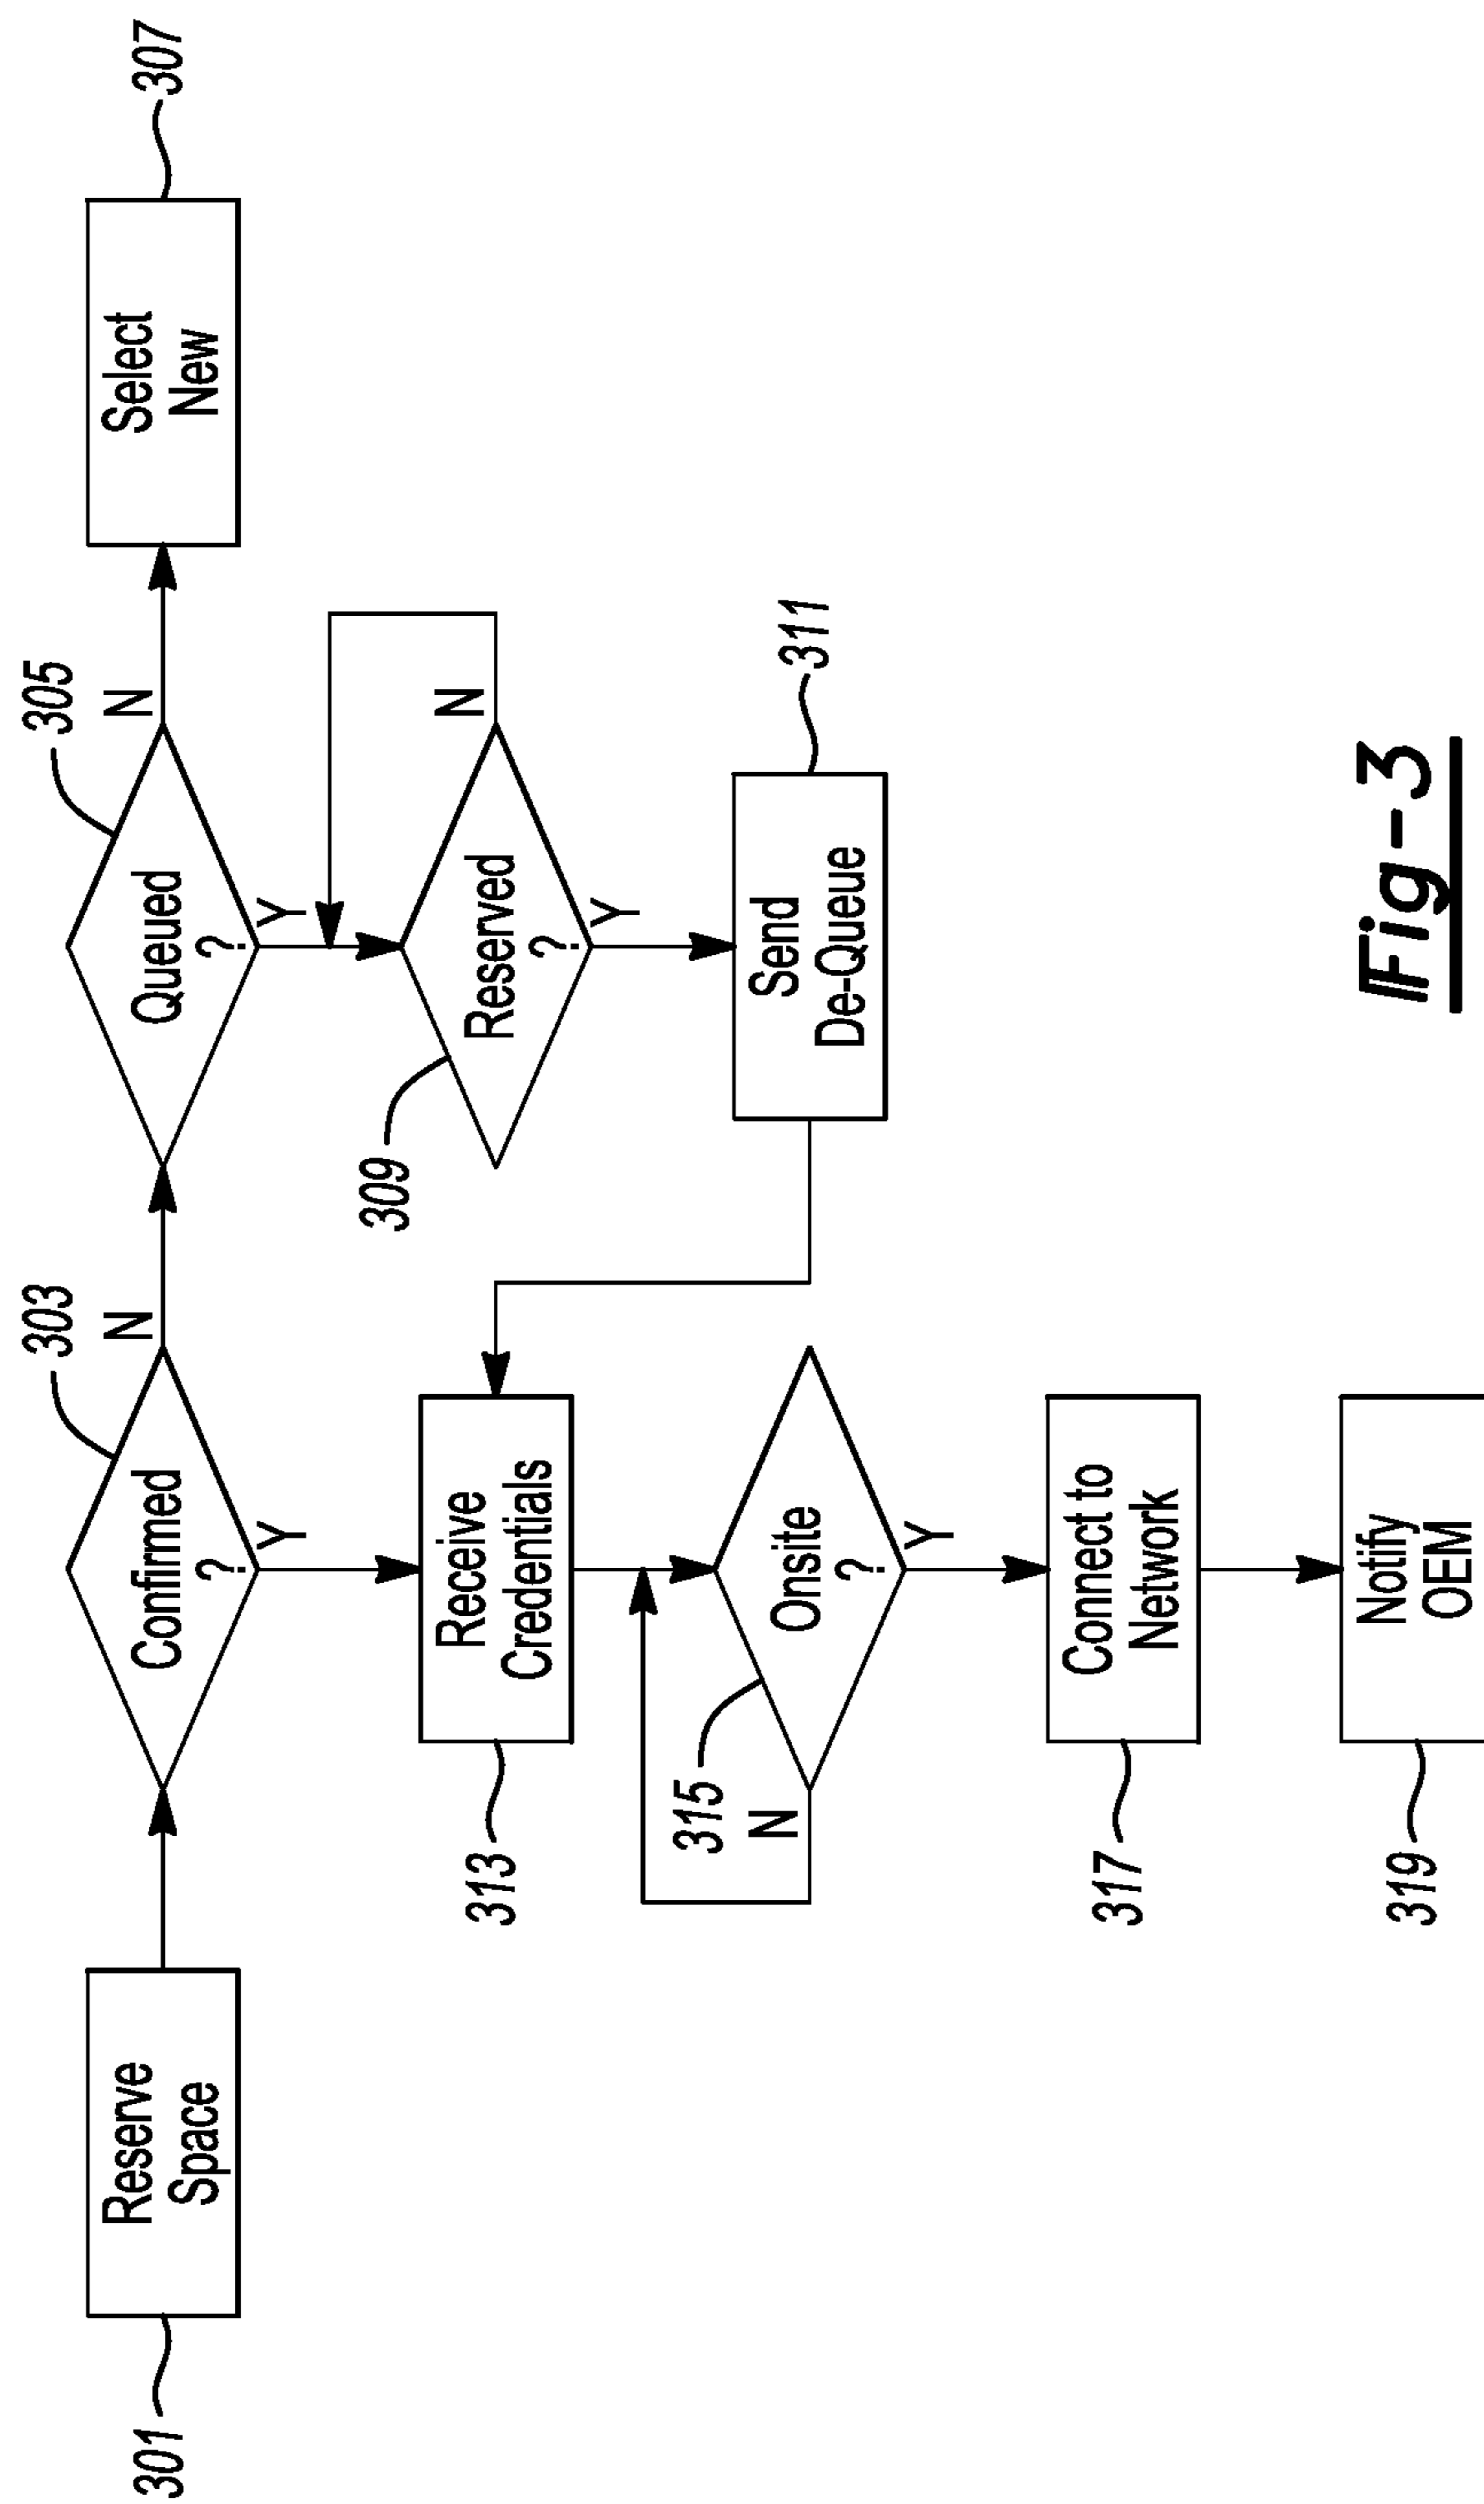 301
Reserve
Space
303
Confirmed
?
N
Y
305
Queued
?
N
Y
307
Select
New
309
Reserved
?
N
Y
311
Send
De-Queue
313
Receive
Credentials
315
Onsite
?
N
Y
317
Connect to
Network
319
Notify
OEM
Fig-3